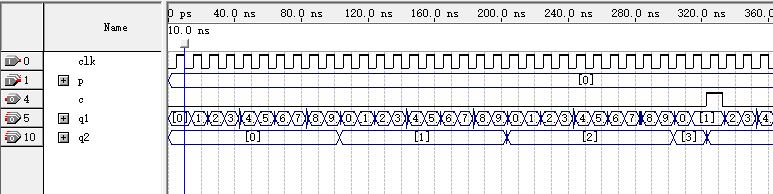 Name
0 ps 40.0 ns 80.0 ns 120.0 ns 160.0 ns 200.0 ns 240.0 ns 280.0 ns 320.0 ns 360.0
10.0 ns
0 clk
1 p [0]
4 c
5 q1 [0] 1 2 3 4 5 6 7 8 9 0 1 2 3 4 5 6 7 8 9 0 1 2 3 4 5 6 7 8 9 0 [1] 2 3 4
10 q2 [0] [1] [2] [3]